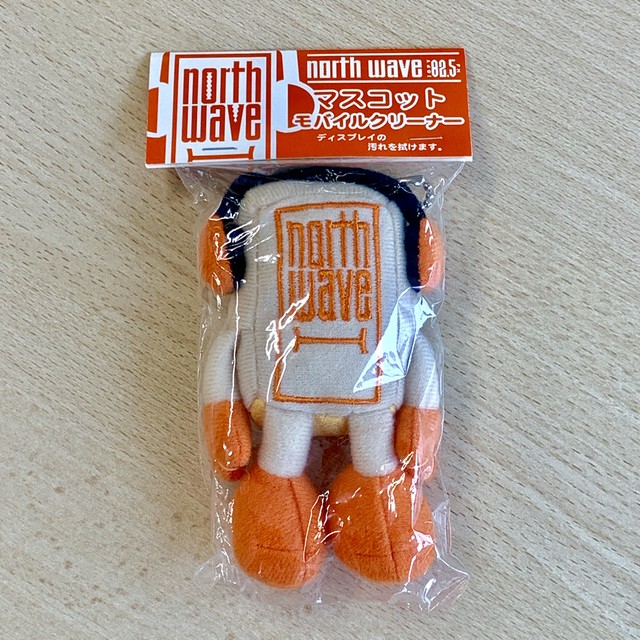 north
wave
north wave 82.5
マスコット
モバイルクリーナー
ディスプレイの
汚れを拭けます。
north
wave